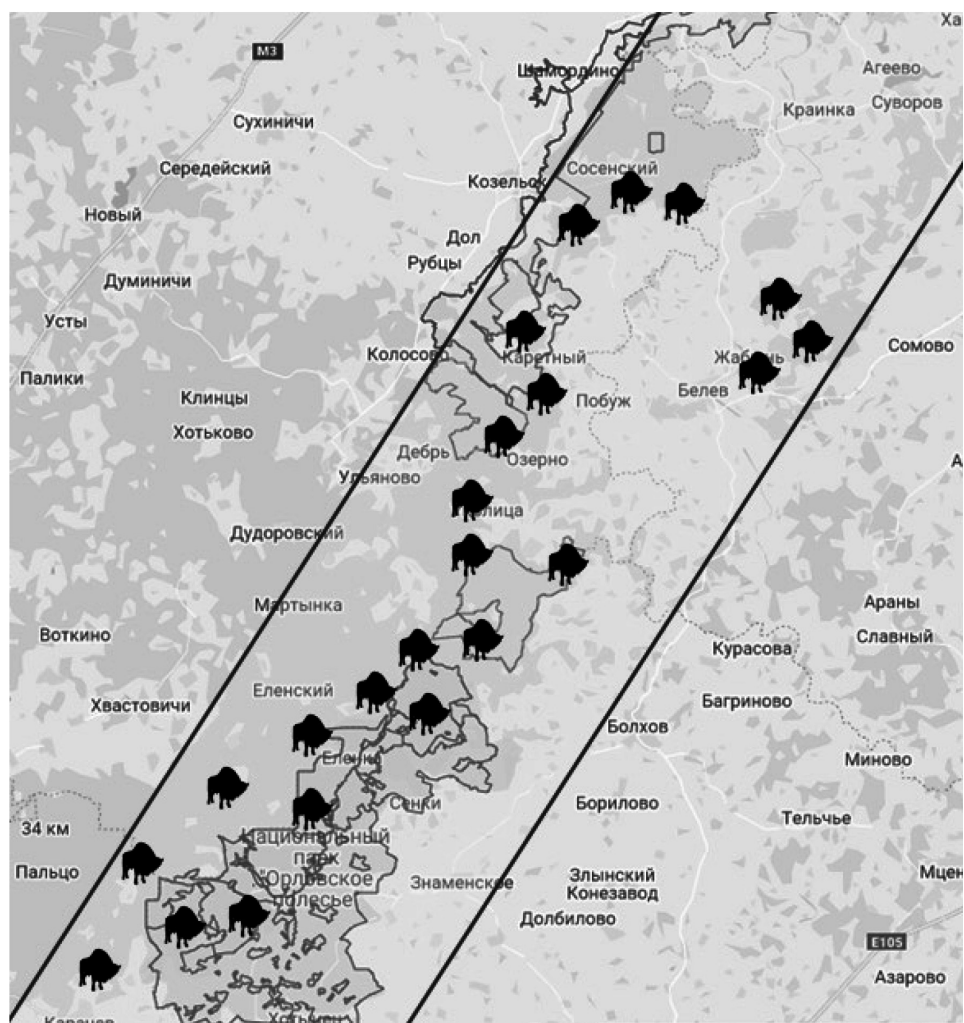 Ха
М3
Шамордино
Агеево
Суворов
Краинка
Сухиничи
Середейский
Сосенский
Козельск
Новый
Дол
Рубцы
Думиничи
Усты
Колосово
Каретный
Жабынь
Сомово
Палики
Клинцы
Побуж
Белев
Хотьково
Дебрь
Озерно
Ульяново
Дудоровский
Мартынка
Араны
Воткино
Славный
Курасова
Еленский
Хвастовичи
Багриново
Болхов
Еленка
Миново
Сенки
Борилово
34 км
Тельчье
Национальный
парк
"Орловское
полесье"
Пальцо
Знаменское
Злынский
Конезавод
Мцен
Долбилово
E105
Азарово